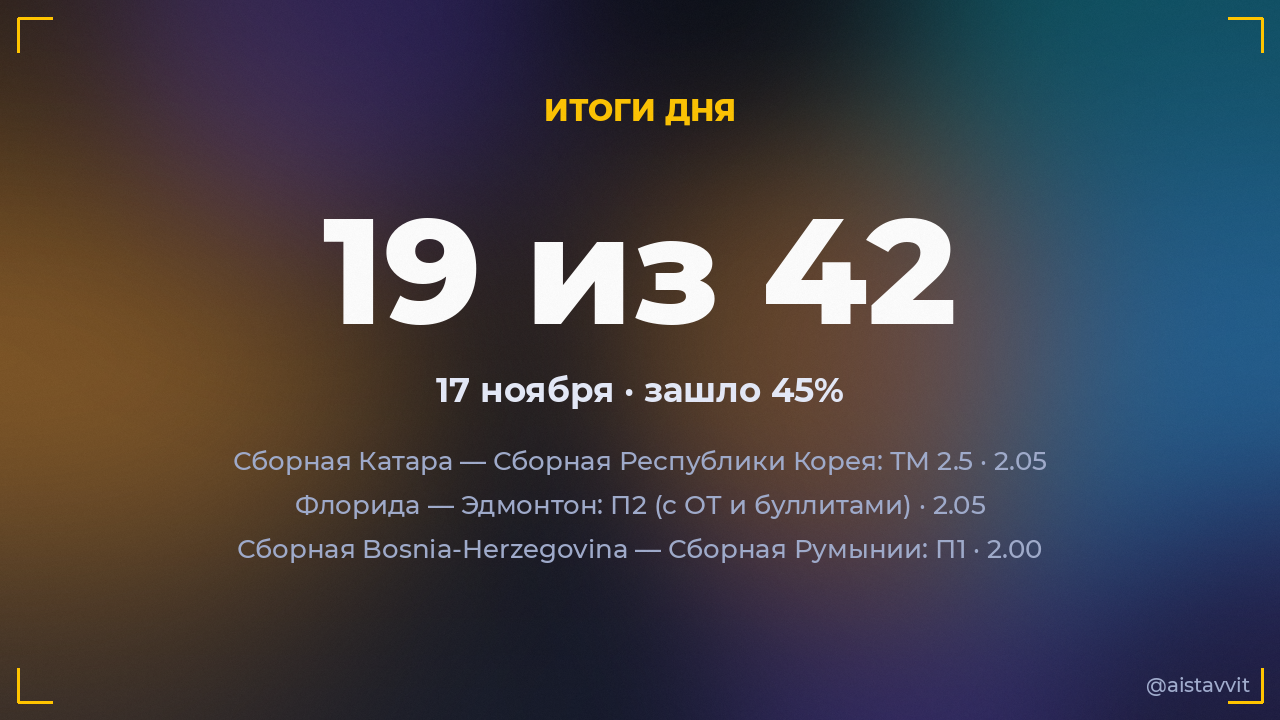 ИТОГИ ДНЯ
19 из 42
17 ноября · зашло 45%
Сборная Катара — Сборная Республики Корея: ТМ 2.5 · 2.05
Флорида — Эдмонтон: П2 (с ОТ и буллитами) · 2.05
Сборная Bosnia-Herzegovina — Сборная Румынии: П1 · 2.00
@aistavvit